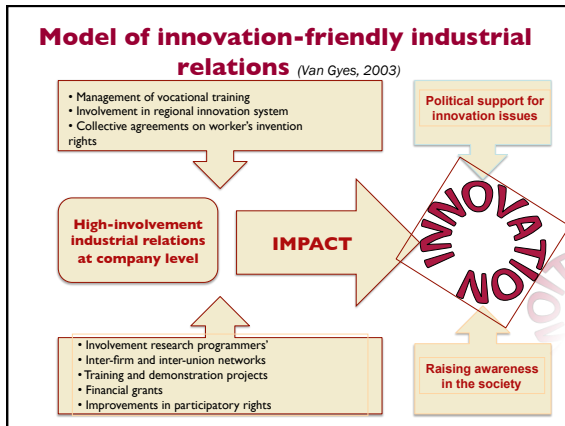 Model of innovation-friendly industrial
relations (Van Gyes, 2003)
• Management of vocational training
• Involvement in regional innovation system
• Collective agreements on worker's invention
rights
Political support for
innovation issues
High-involvement
industrial relations
at company level
IMPACT
INNOVATION
• Involvement research programmers'
• Inter-firm and inter-union networks
• Training and demonstration projects
• Financial grants
• Improvements in participatory rights
Raising awareness
in the society